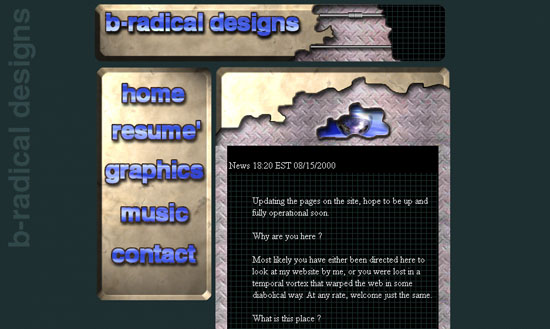 b-radical designs
b-radical designs
home
resume'
graphics
music
contact
News 18:20 EST 08/15/2000
Updating the pages on the site, hope to be up and
fully operational soon.
Why are you here ?
Most likely you have either been directed here to
look at my website by me, or you were lost in a
temporal vortex that warped the web in some
diabolical way. At any rate, welcome just the same.
What is this place ?